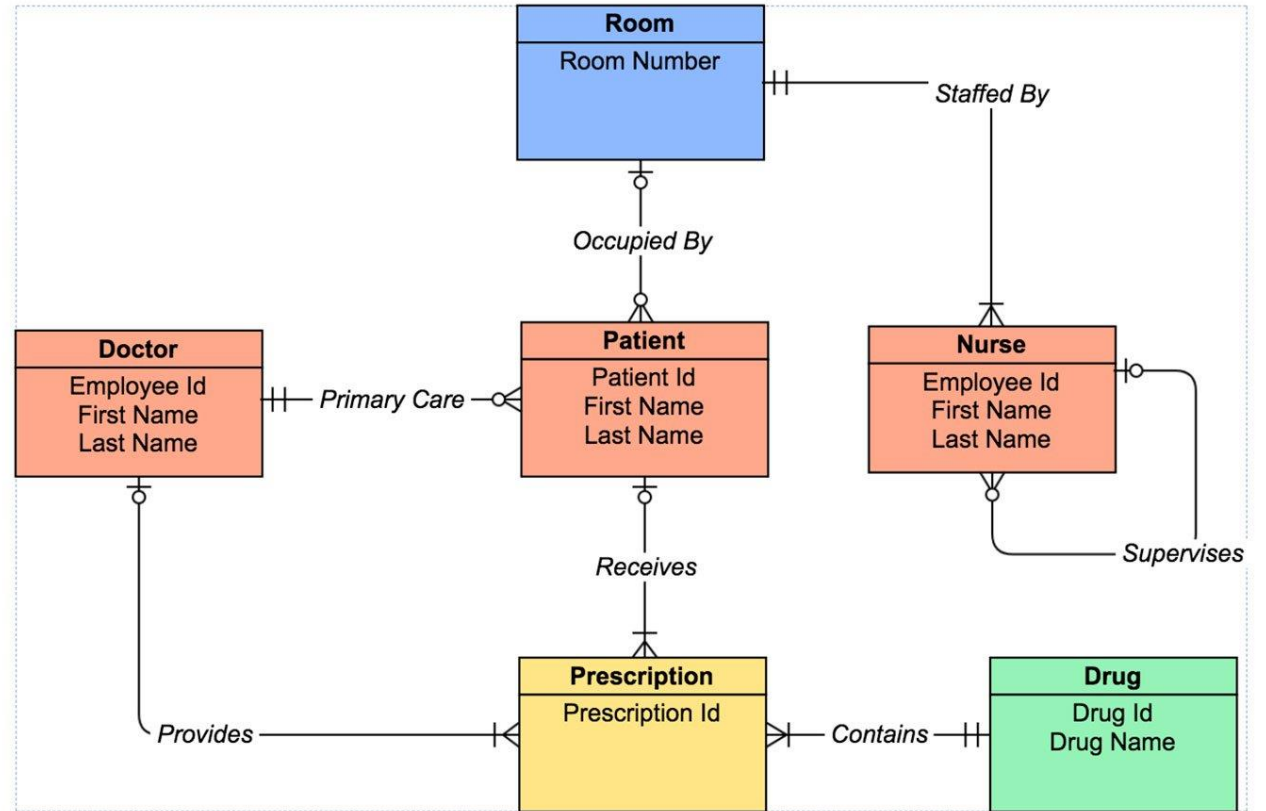 Room
Room Number
Staffed By
Occupied By
Doctor
Employee Id
First Name
Last Name
Primary Care
Patient
Patient Id
First Name
Last Name
Nurse
Employee Id
First Name
Last Name
Supervises
Receives
Provides
Prescription
Prescription Id
Contains
Drug
Drug Id
Drug Name